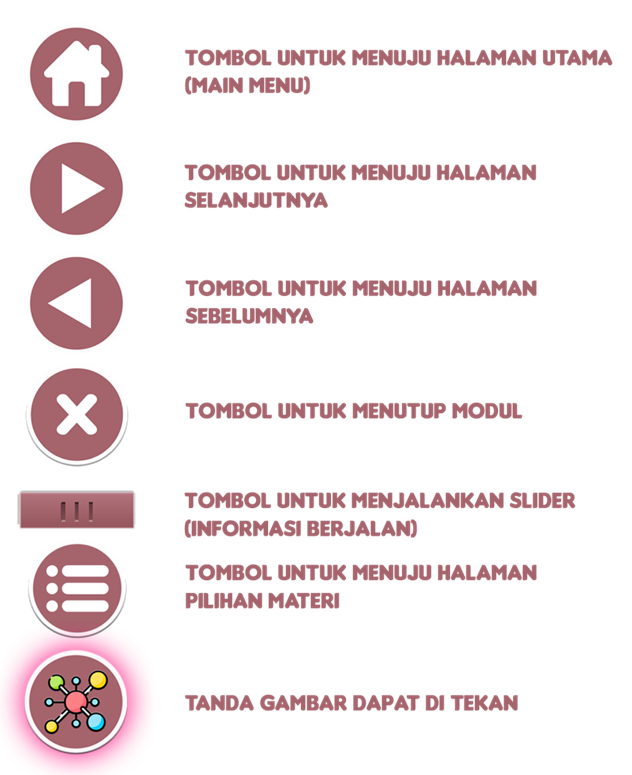 TOMBOL UNTUK MENUJU HALAMAN UTAMA
(MAIN MENU)
TOMBOL UNTUK MENUJU HALAMAN
SELANJUTNYA
TOMBOL UNTUK MENUJU HALAMAN
SEBELUMNYA
TOMBOL UNTUK MENUTUP MODUL
TOMBOL UNTUK MENJALANKAN SLIDER
(INFORMASI BERJALAN)
TOMBOL UNTUK MENUJU HALAMAN
PILIHAN MATERI
TANDA GAMBAR DAPAT DI TEKAN